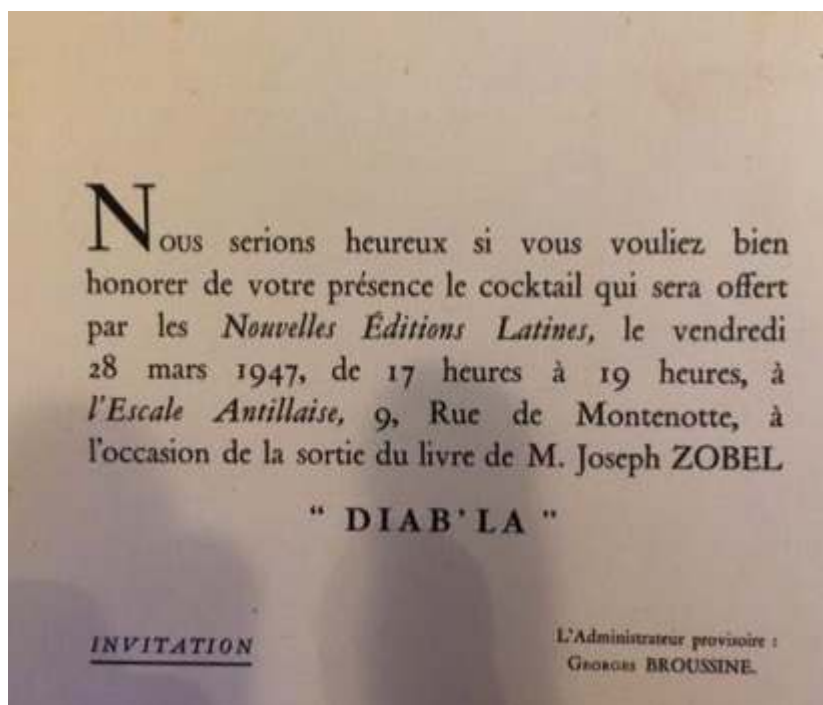 NOUS serions heureux si vous vouliez bien
honorer de votre présence le cocktail qui sera offert
par les Nouvelles Éditions Latines, le vendredi
28 mars 1947, de 17 heures à 19 heures, à
l'Escale Antillaise, 9, Rue de Montenotte, à
l'occasion de la sortie du livre de M. Joseph ZOBEL
“ DIAB'LA ”
INVITATION
L'Administrateur provisoire :
GEORGES BROUSSINE.